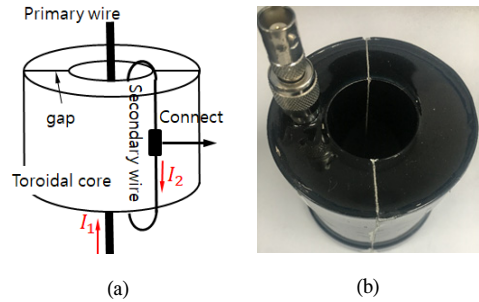 Primary wire
gap
Secondary wire
Connect
Toroidal core
I₂
I₁
(a)
(b)